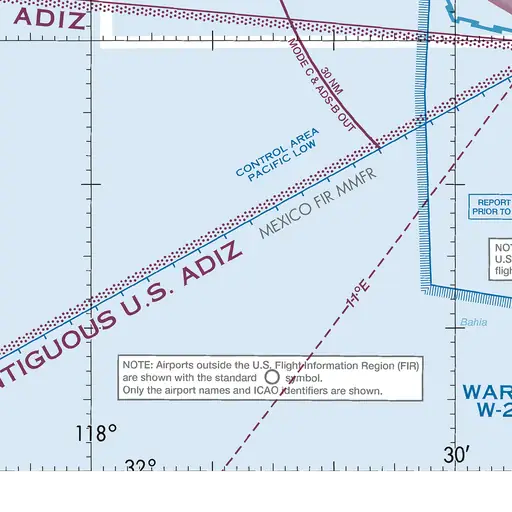 ADIZ
30 NM
MODE C & ADS-B OUT
CONTROL AREA
PACIFIC LOW
MEXICO FIR MMFR
TIGUOUS U.S. ADIZ
REPORT
PRIOR TO
NOT
U.S
fligh
11°E
Bahia
NOTE: Airports outside the U.S. Flight Information Region (FIR)
are shown with the standard symbol.
Only the airport names and ICAO identifiers are shown.
WAR
W-2
118°
32°
30'